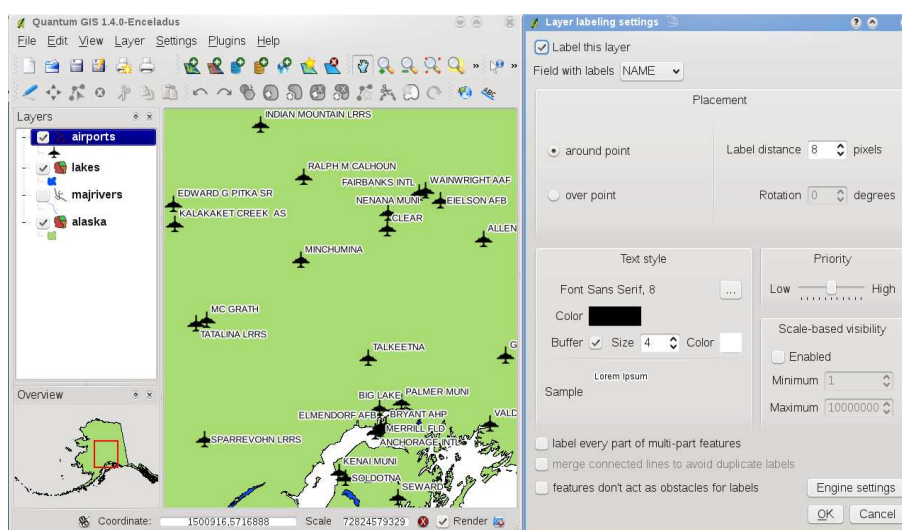 Quantum GIS 1.4.0-Enceladus
File Edit View Layer Settings Plugins Help
Layers
airports
lakes
majrivers
alaska
Overview
INDIAN MOUNTAIN LRRS
RALPH M CALHOUN
FAIRBANKS INTL
WAINWRIGHT AAF
EDWARD G PITKA SR
NENANA MUNI
EIELSON AFB
KALAKAKET CREEK AS
CLEAR
ALLEN
MINCHUMINA
MC GRATH
TATALINA LRRS
TALKEETNA
G
BIG LAKE
PALMER MUNI
ELMENDORF AFB
BRYANT AHP
VALD
MERRILL FLD
SPARREVOHN LRRS
ANCHORAGE INTL
KENAI MUNI
SOLDOTNA
SEWARD
Coordinate: 1500916,5716888 Scale 72824579329 Render
Layer labeling settings
Label this layer
Field with labels NAME
Placement
around point
Label distance 8 pixels
over point
Rotation 0 degrees
Text style
Font Sans Serif, 8 ...
Color
Buffer Size 4 Color
Lorem Ipsum
Sample
Priority
Low High
Scale-based visibility
Enabled
Minimum 1
Maximum 10000000
label every part of multi-part features
merge connected lines to avoid duplicate labels
features don't act as obstacles for labels
Engine settings
OK Cancel